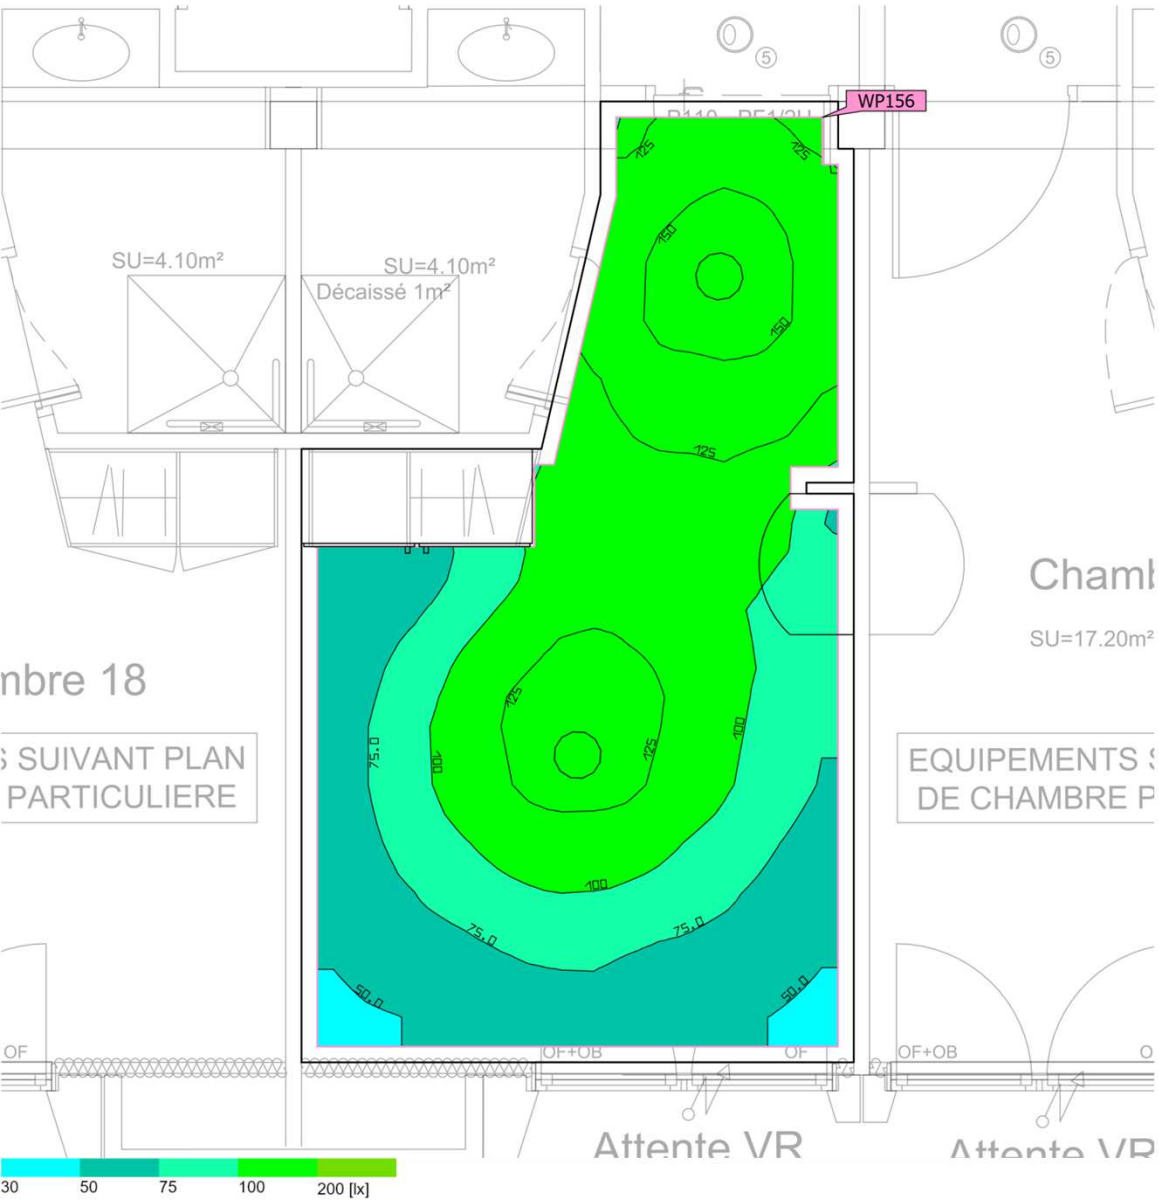 5
5
WP156
125
125
150
SU=4.10m²
SU=4.10m²
Décaissé 1m²
150
125
Chamb
SU=17.20m²
mbre 18
125
100
125
75.0
100
S SUIVANT PLAN
PARTICULIERE
EQUIPEMENTS S
DE CHAMBRE P
100
75.0
75.0
50.0
50.0
OF
OF+OB
OF
OF+OB
O
Attente VR
Attente VR
30 50 75 100 200 [lx]